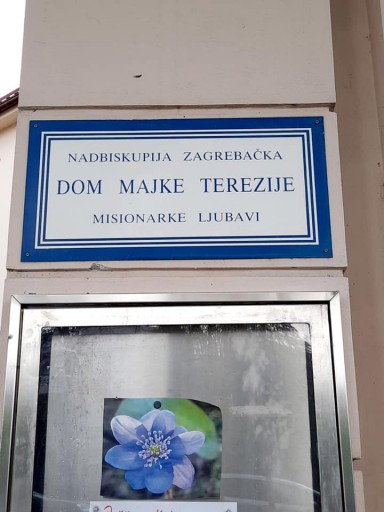 NADBISKUPIJA ZAGREBAČKA
DOM MAJKE TEREZIJE
MISIONARKE LJUBAVI